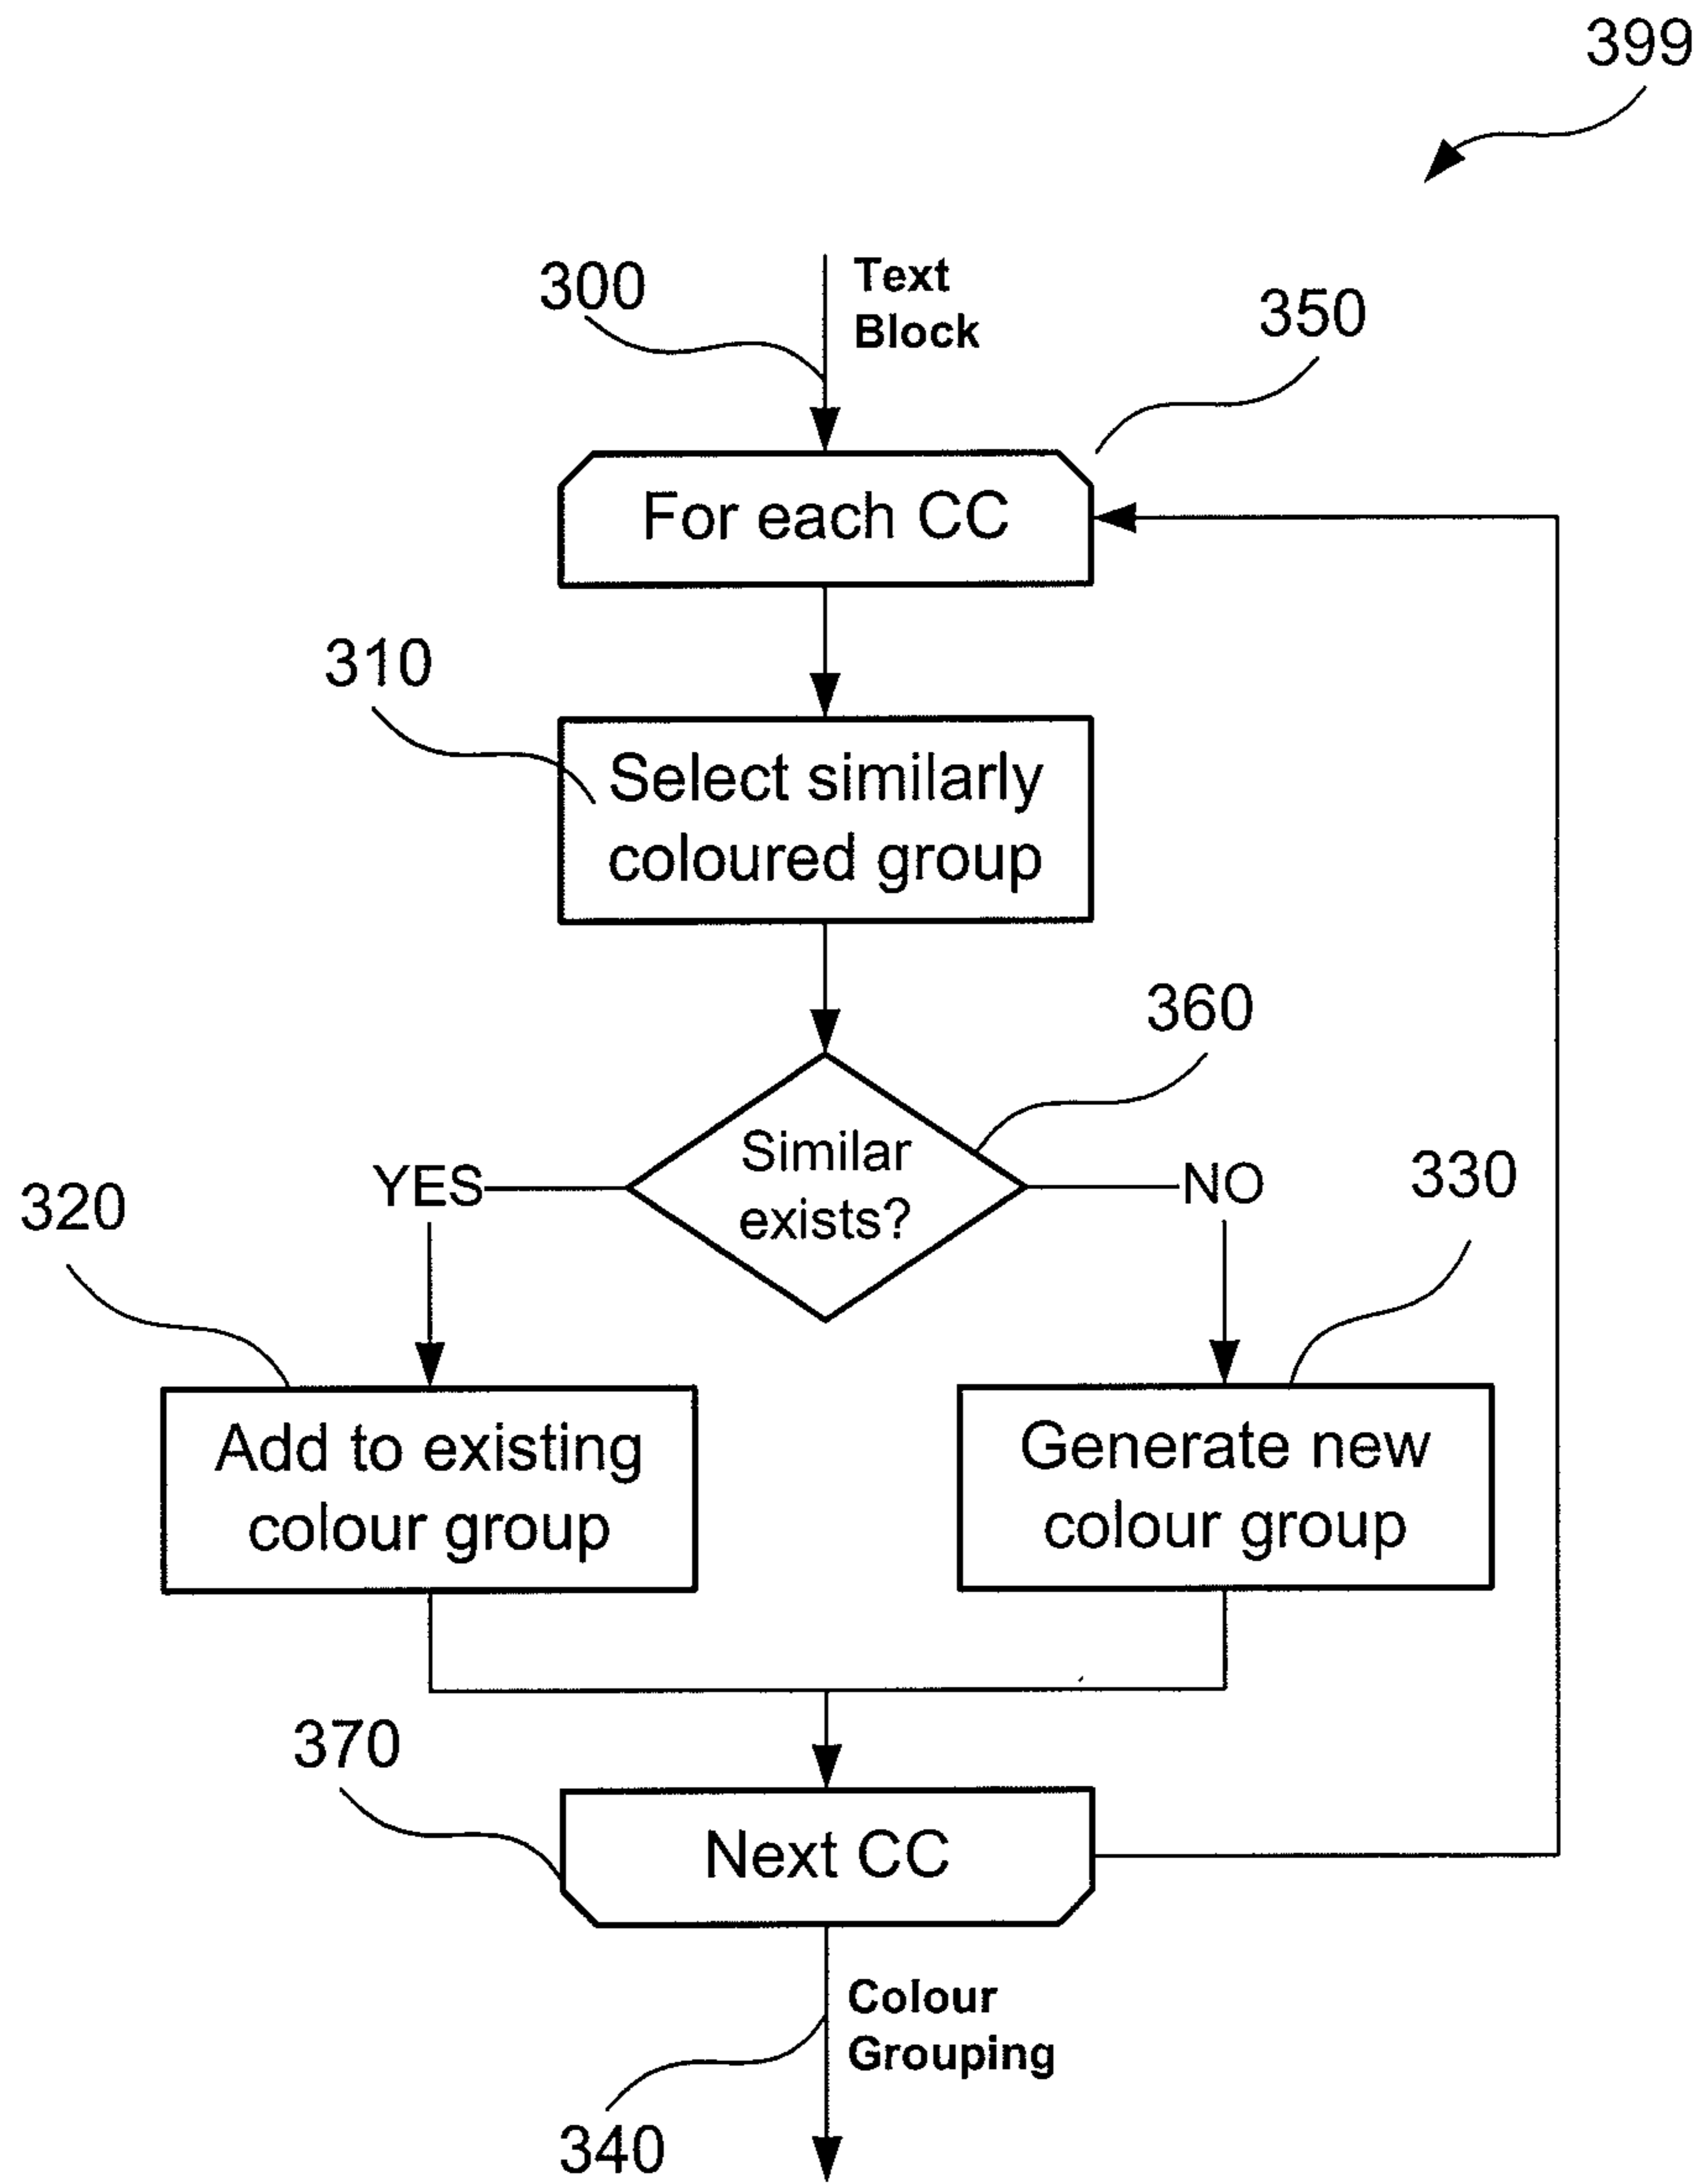 399
300
Text
Block
350
For each CC
310
Select similarly
coloured group
360
Similar
exists?
YES
NO
320
330
Add to existing
colour group
Generate new
colour group
370
Next CC
Colour
Grouping
340